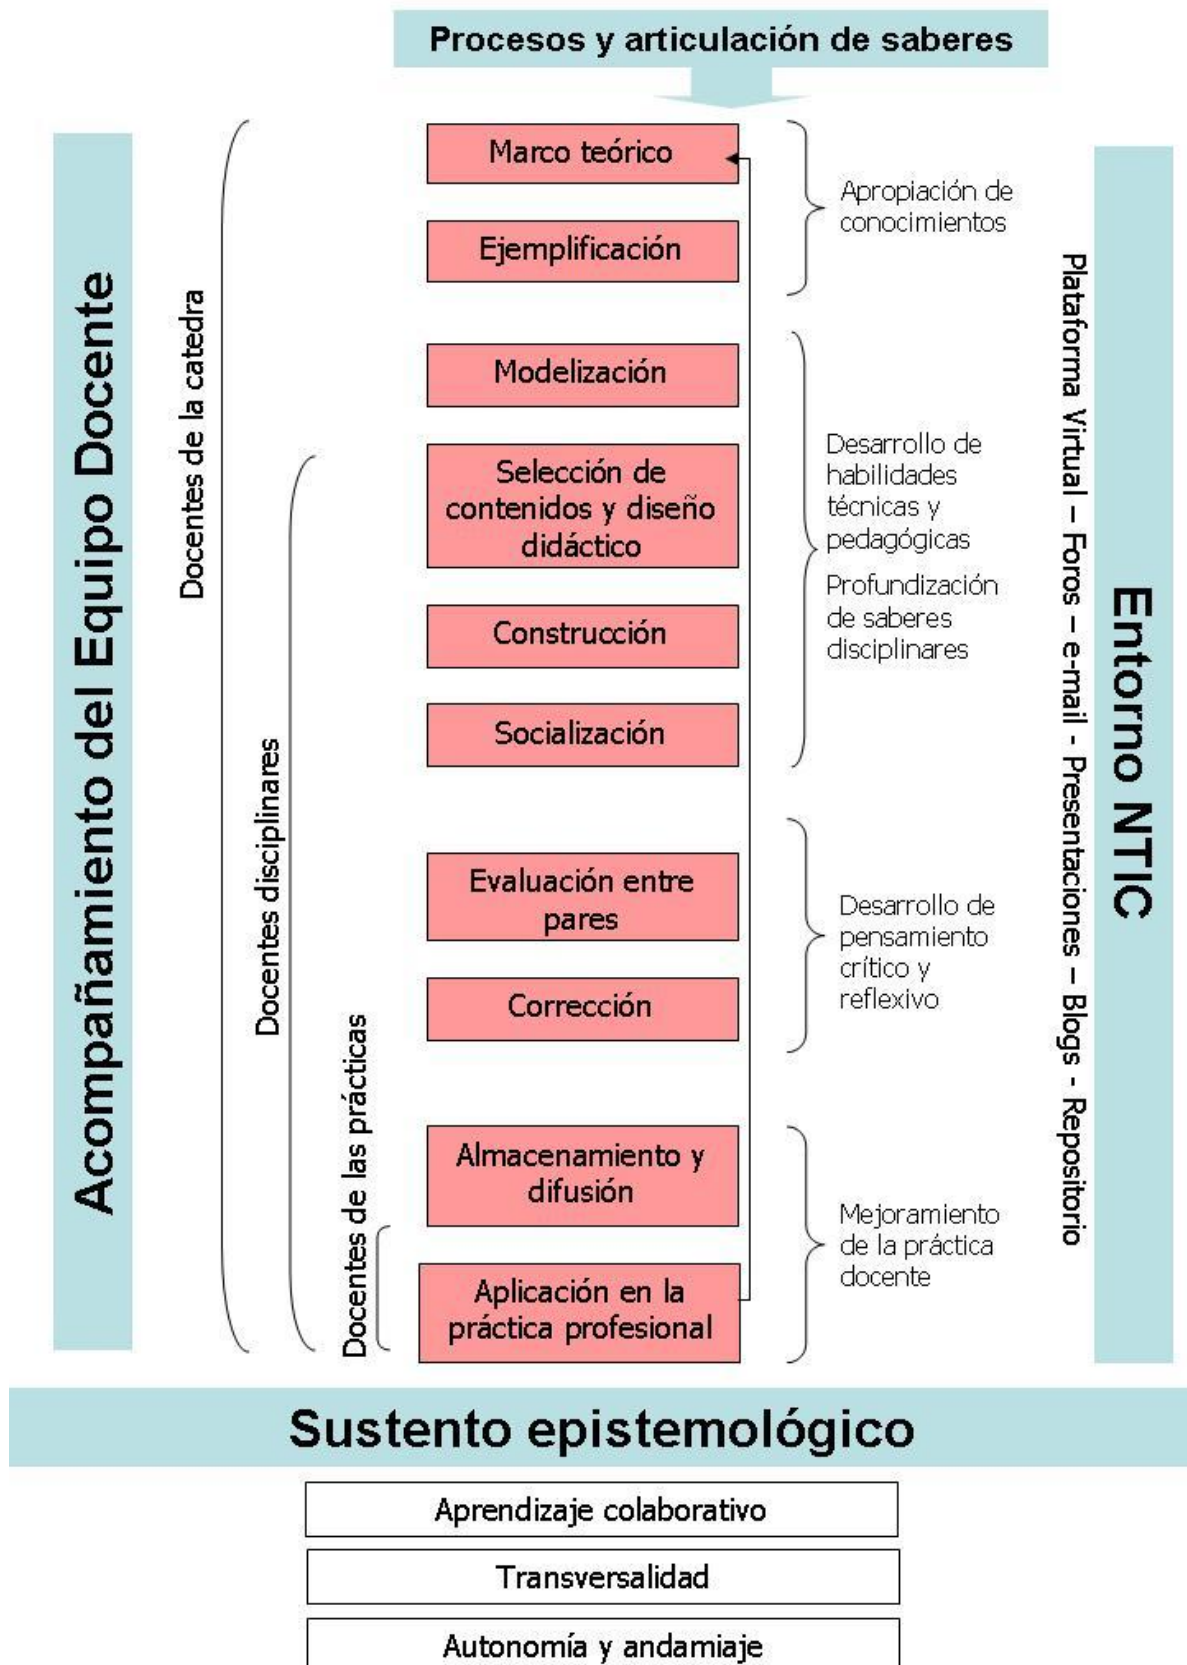 Procesos y articulación de saberes
Acompañamiento del Equipo Docente
Docentes de la catedra
Docentes disciplinares
Docentes de las prácticas
Marco teórico
Ejemplificación
Modelización
Selección de
contenidos y diseño
didáctico
Construcción
Socialización
Evaluación entre
pares
Corrección
Almacenamiento y
difusión
Aplicación en la
práctica profesional
Apropiación de
conocimientos
Desarrollo de
habilidades
técnicas y
pedagógicas
Profundización
de saberes
disciplinares
Desarrollo de
pensamiento
crítico y
reflexivo
Mejoramiento
de la práctica
docente
Plataforma Virtual – Foros – e-mail - Presentaciones – Blogs - Repositorio
Entorno NTIC
Sustento epistemológico
Aprendizaje colaborativo
Transversalidad
Autonomía y andamiaje